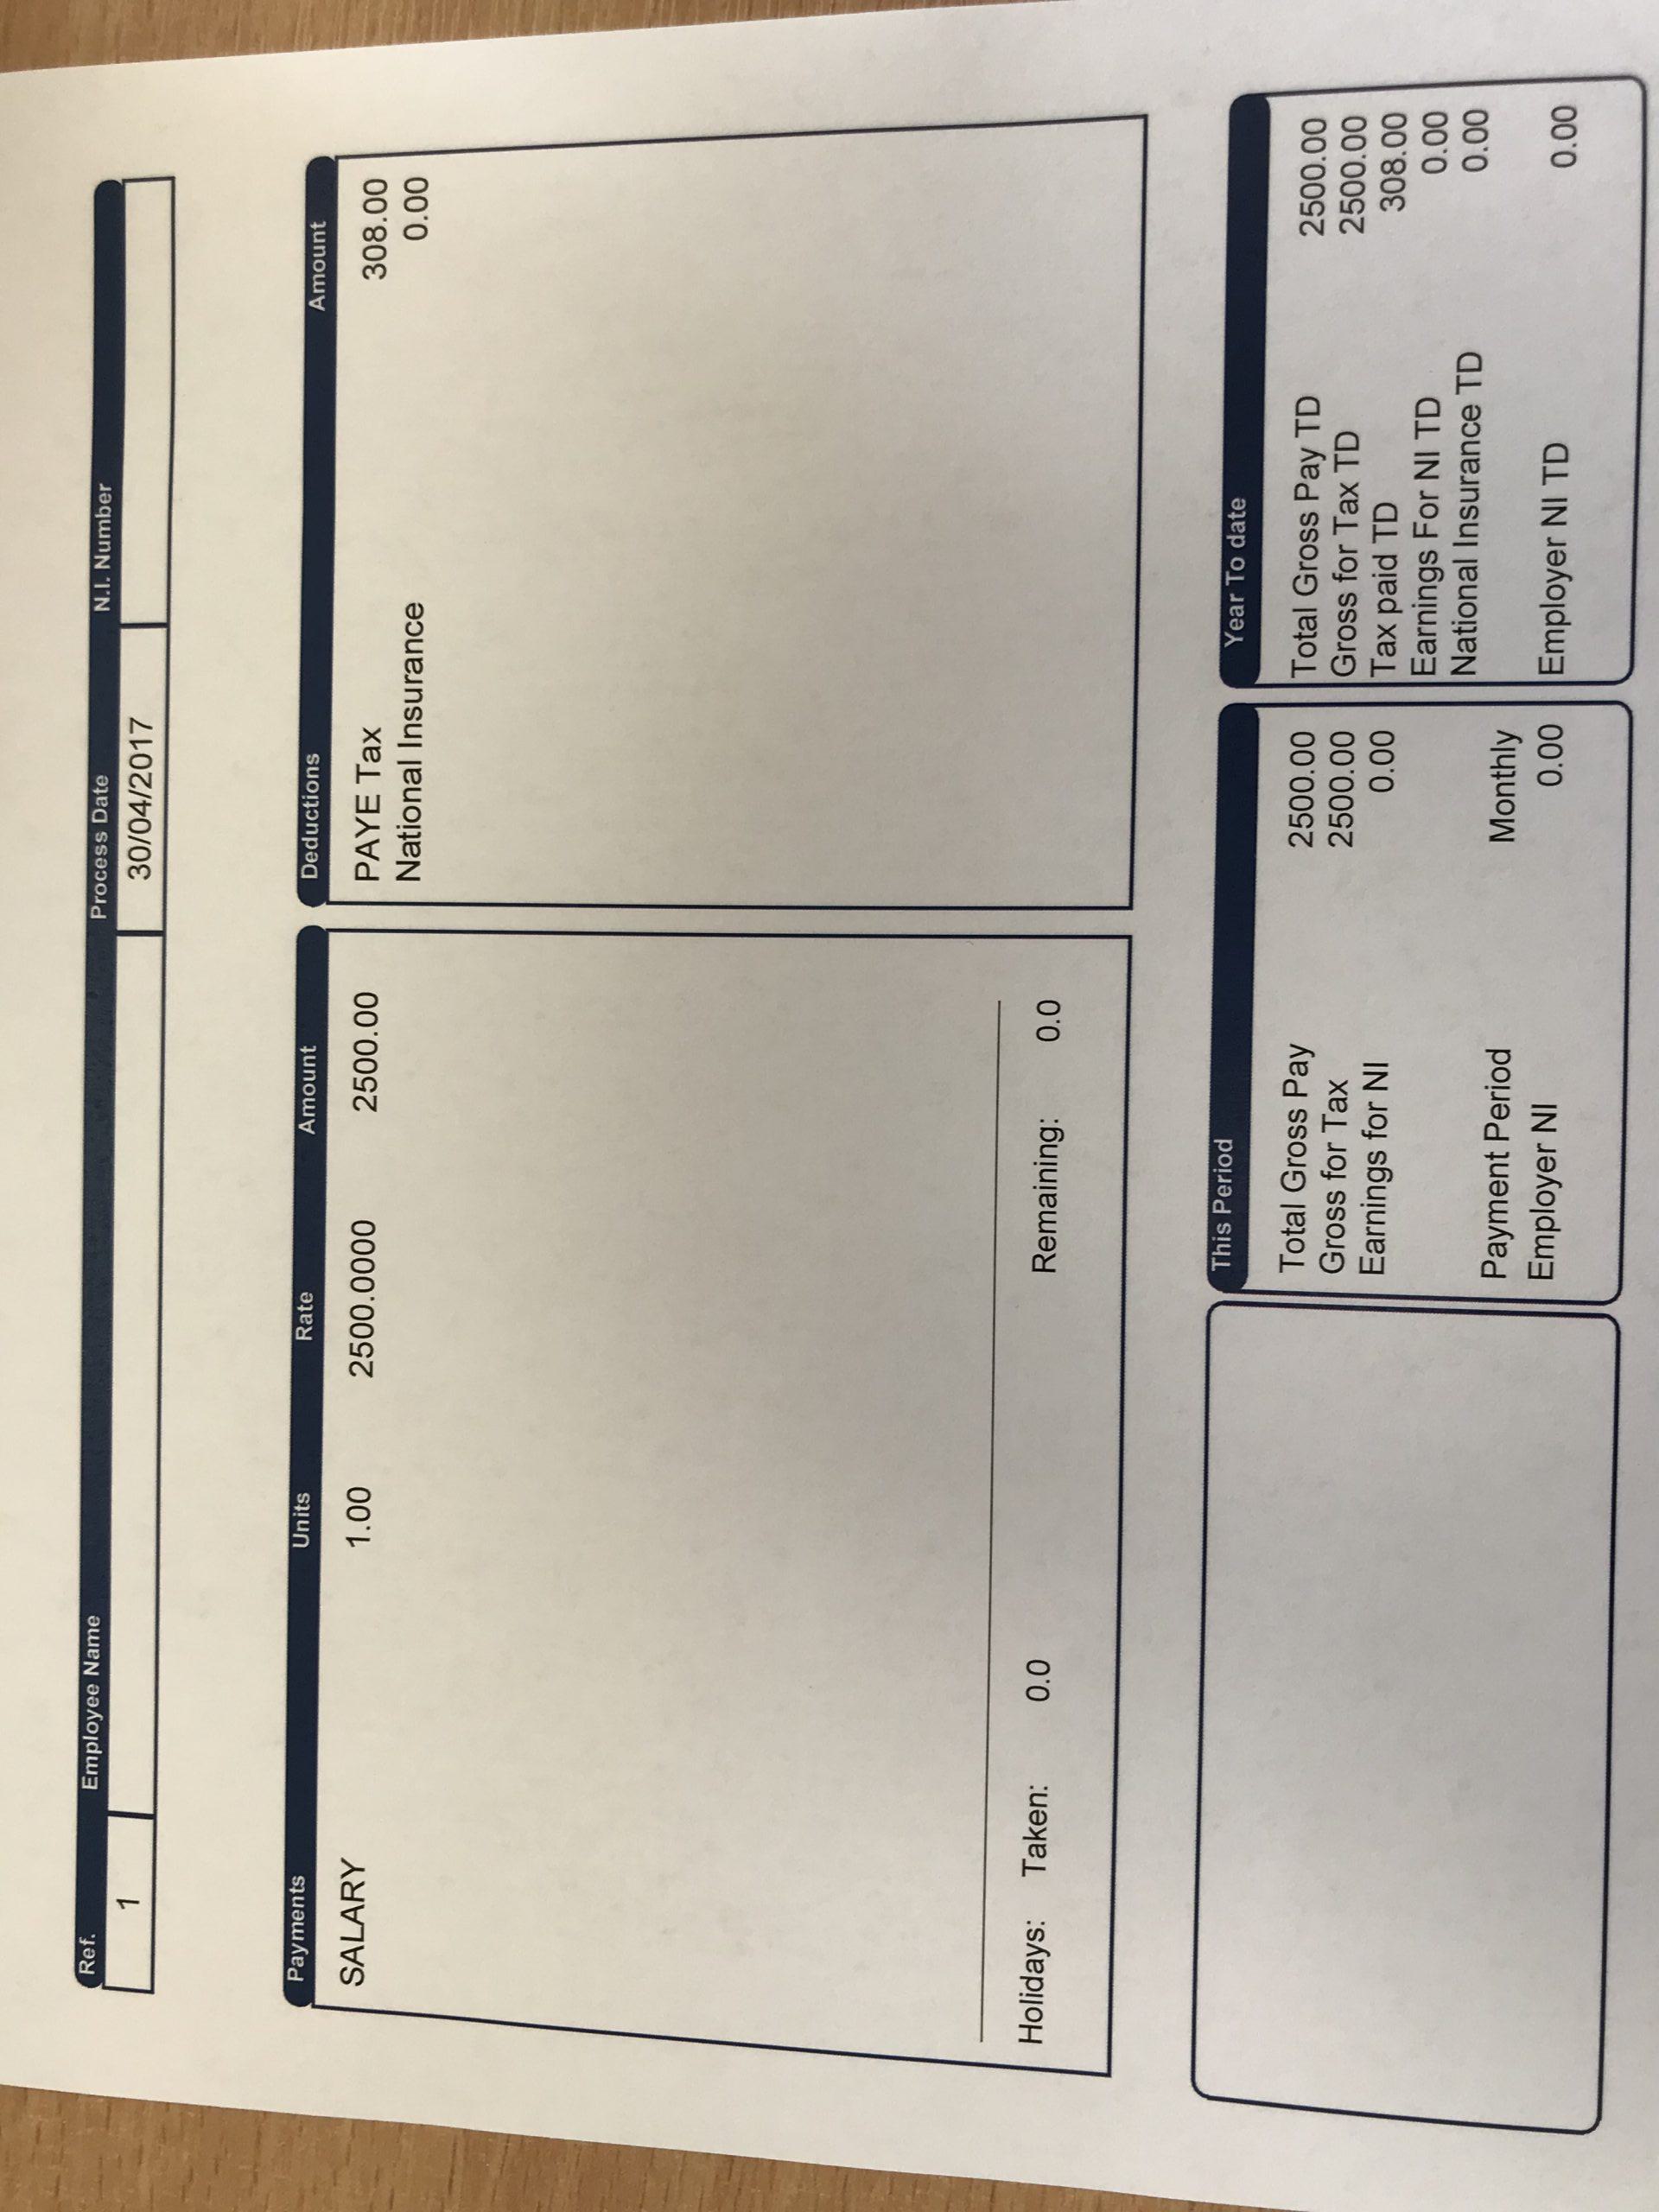 Ref. Employee Name Process Date N.I. Number
1 30/04/2017
Payments Units Rate Amount Deductions Amount
SALARY 1.00 2500.0000 2500.00 PAYE Tax 308.00
National Insurance 0.00
Holidays: Taken: 0.0 Remaining: 0.0
This Period Year To date
Total Gross Pay 2500.00 Total Gross Pay TD 2500.00
Gross for Tax 2500.00 Gross for Tax TD 2500.00
Earnings for NI 0.00 Tax paid TD 308.00
Earnings For NI TD 0.00
National Insurance TD 0.00
Payment Period Monthly
Employer NI 0.00 Employer NI TD 0.00